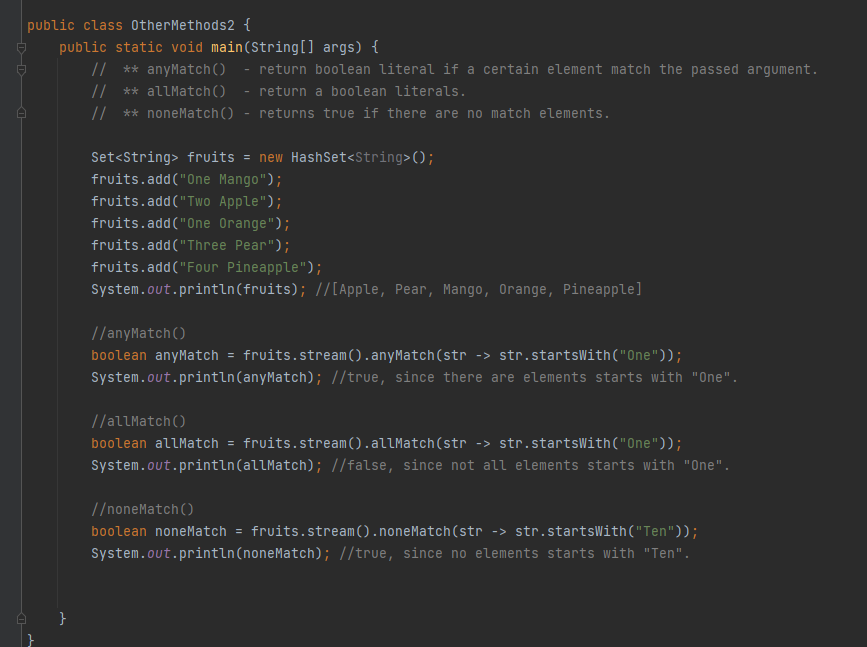 public class OtherMethods2 {
    public static void main(String[] args) {
        //  ** anyMatch()  - return boolean literal if a certain element match the passed argument.
        //  ** allMatch()  - return a boolean literals.
        //  ** noneMatch() - returns true if there are no match elements.
        Set<String> fruits = new HashSet<String>();
        fruits.add("One Mango");
        fruits.add("Two Apple");
        fruits.add("One Orange");
        fruits.add("Three Pear");
        fruits.add("Four Pineapple");
        System.out.println(fruits); //[Apple, Pear, Mango, Orange, Pineapple]
        //anyMatch()
        boolean anyMatch = fruits.stream().anyMatch(str -> str.startsWith("One"));
        System.out.println(anyMatch); //true, since there are elements starts with "One".
        //allMatch()
        boolean allMatch = fruits.stream().allMatch(str -> str.startsWith("One"));
        System.out.println(allMatch); //false, since not all elements starts with "One".
        //noneMatch()
        boolean noneMatch = fruits.stream().noneMatch(str -> str.startsWith("Ten"));
        System.out.println(noneMatch); //true, since no elements starts with "Ten".
    }
}